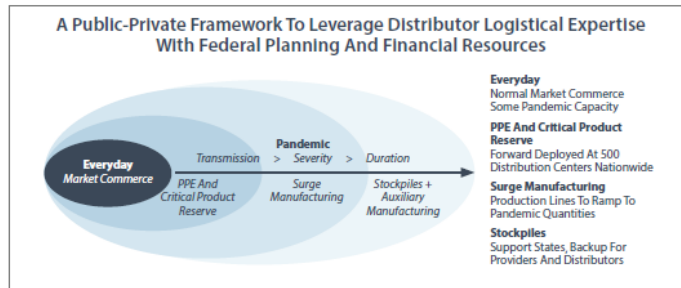 A Public-Private Framework To Leverage Distributor Logistical Expertise
With Federal Planning And Financial Resources
Everyday
Market Commerce
Pandemic
Transmission > Severity > Duration
PPE And
Critical Product
Reserve
Surge
Manufacturing
Stockpiles +
Auxiliary
Manufacturing
Everyday
Normal Market Commerce
Some Pandemic Capacity
PPE And Critical Product
Reserve
Forward Deployed At 500
Distribution Centers Nationwide
Surge Manufacturing
Production Lines To Ramp To
Pandemic Quantities
Stockpiles
Support States, Backup For
Providers And Distributors